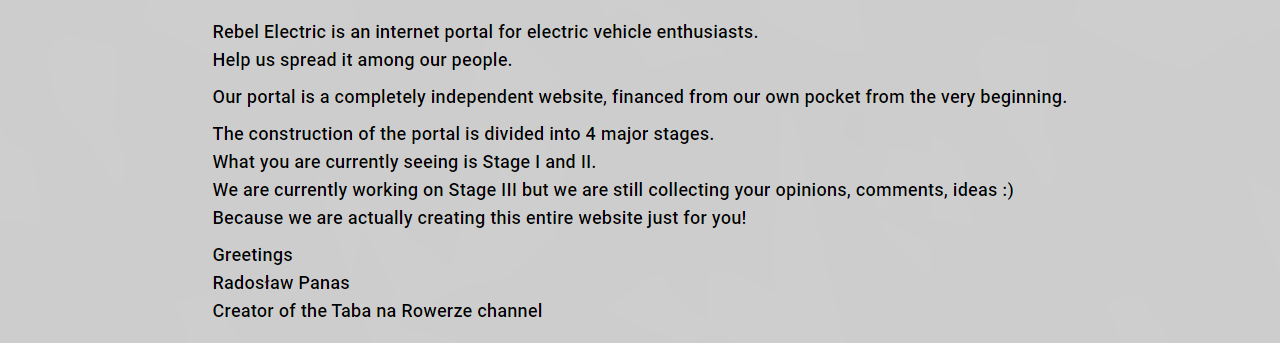 Rebel Electric is an internet portal for electric vehicle enthusiasts.
Help us spread it among our people.
Our portal is a completely independent website, financed from our own pocket from the very beginning.
The construction of the portal is divided into 4 major stages.
What you are currently seeing is Stage I and II.
We are currently working on Stage III but we are still collecting your opinions, comments, ideas :)
Because we are actually creating this entire website just for you!
Greetings
Radosław Panas
Creator of the Taba na Rowerze channel